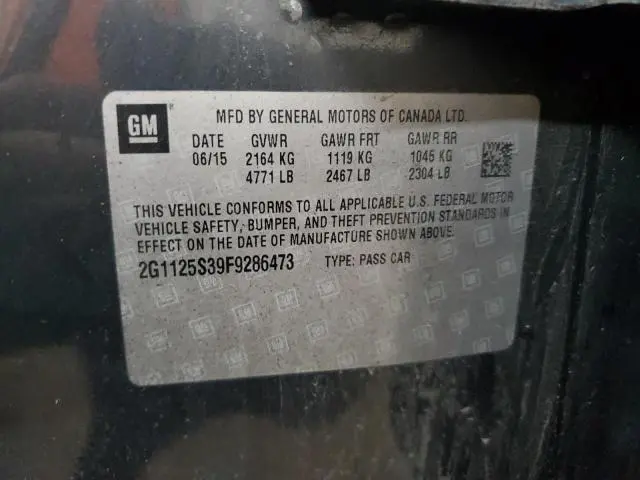 GM
MFD BY GENERAL MOTORS OF CANADA LTD.
DATE GVWR GAWR FRT GAWR RR
06/15 2164 KG 1119 KG 1045 KG
4771 LB 2467 LB 2304 LB
THIS VEHICLE CONFORMS TO ALL APPLICABLE U.S. FEDERAL MOTOR
VEHICLE SAFETY, BUMPER, AND THEFT PREVENTION STANDARDS IN
EFFECT ON THE DATE OF MANUFACTURE SHOWN ABOVE.
2G1125S39F9286473 TYPE: PASS CAR